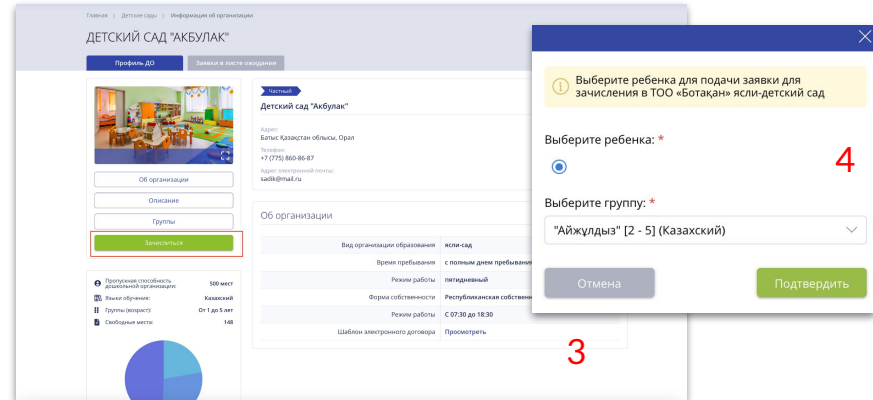 Главная > Детские сады > Информация об организации
ДЕТСКИЙ САД "АКБУЛАК"
Профиль ДО
Заявки в листе ожидания
Об организации
Описание
Группы
Зачислиться
Пропускная способность дошкольной организации: 500 мест
Языки обучения: Казахский
Группы (возраст): От 1 до 5 лет
Свободные места: 148
Частный
Детский сад "Акбулак"
Адрес:
Батыс Қазақстан облысы, Орал
Телефон:
+7 (775) 860-86-87
Адрес электронной почты:
sadik@mail.ru
Об организации
Вид организации образования ясли-сад
Время пребывания с полным днем пребывания
Режим работы пятидневный
Форма собственности Республиканская собственн
Режим работы С 07:30 до 18:30
Шаблон электронного договора Просмотреть
3
Выберите ребенка для подачи заявки для
зачисления в ТОО «Ботақан» ясли-детский сад
Выберите ребенка: *
4
Выберите группу: *
"Айжұлдыз" [2 - 5] (Казахский)
Отмена
Подтвердить